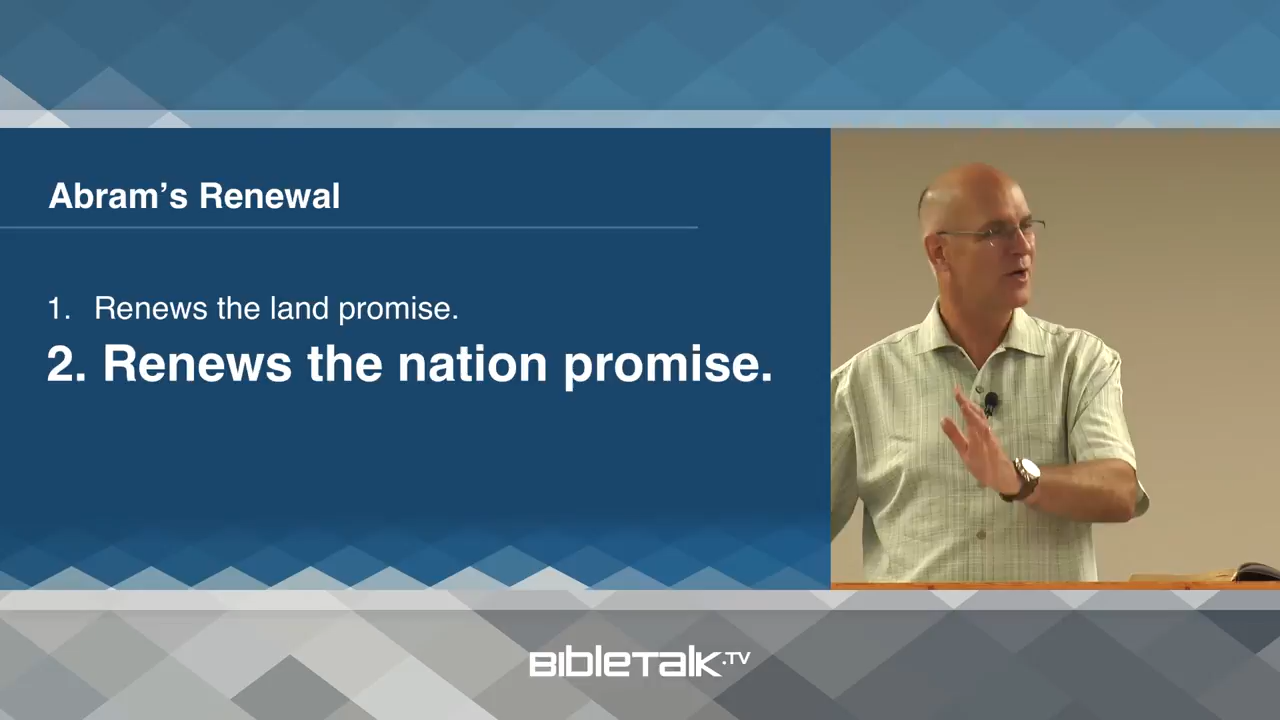 Abram’s Renewal
1. Renews the land promise.
2. Renews the nation promise.
BIBLETALK.TV